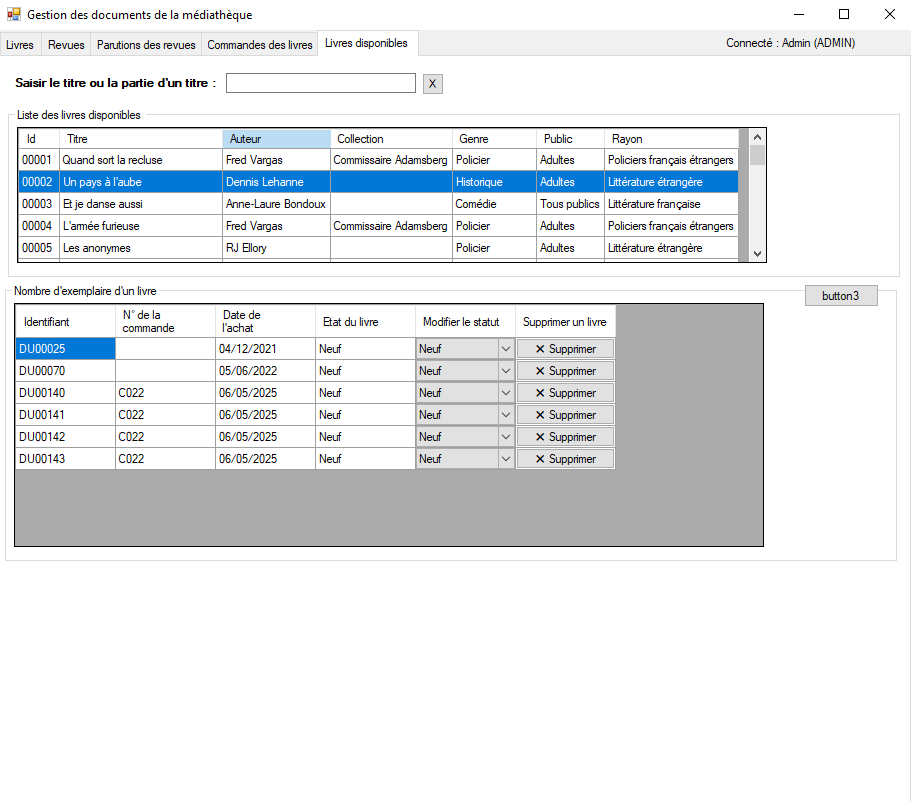 Gestion des documents de la médiathèque
Livres Revues Parutions des revues Commandes des livres Livres disponibles Connecté : Admin (ADMIN)
Saisir le titre ou la partie d'un titre : X
Liste des livres disponibles
Id Titre Auteur Collection Genre Public Rayon
00001 Quand sort la recluse Fred Vargas Commissaire Adamsberg Policier Adultes Policiers français étrangers
00002 Un pays à l'aube Dennis Lehanne Historique Adultes Littérature étrangère
00003 Et je danse aussi Anne-Laure Bondoux Comédie Tous publics Littérature française
00004 L'armée furieuse Fred Vargas Commissaire Adamsberg Policier Adultes Policiers français étrangers
00005 Les anonymes RJ Ellory Policier Adultes Littérature étrangère
Nombre d'exemplaire d'un livre button3
Identifiant N° de la commande Date de l'achat Etat du livre Modifier le statut Supprimer un livre
DU00025 04/12/2021 Neuf Neuf ✕ Supprimer
DU00070 05/06/2022 Neuf Neuf ✕ Supprimer
DU00140 C022 06/05/2025 Neuf Neuf ✕ Supprimer
DU00141 C022 06/05/2025 Neuf Neuf ✕ Supprimer
DU00142 C022 06/05/2025 Neuf Neuf ✕ Supprimer
DU00143 C022 06/05/2025 Neuf Neuf ✕ Supprimer